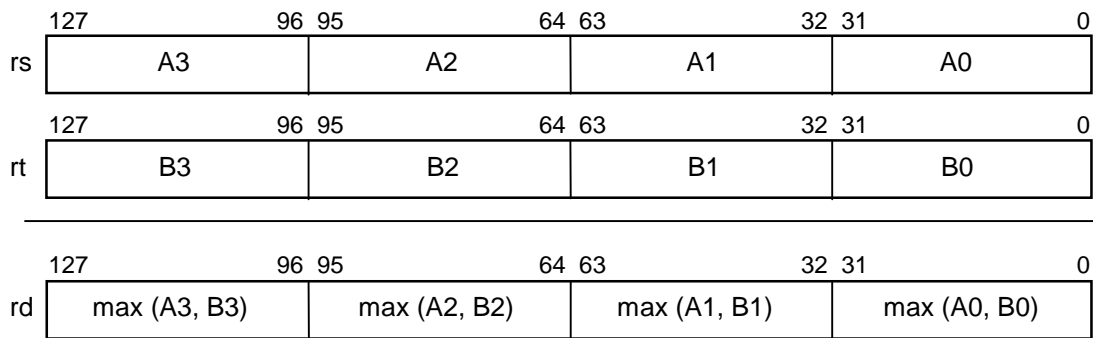 127 96 95 64 63 32 31 0
rs A3 A2 A1 A0
127 96 95 64 63 32 31 0
rt B3 B2 B1 B0
127 96 95 64 63 32 31 0
rd max (A3, B3) max (A2, B2) max (A1, B1) max (A0, B0)